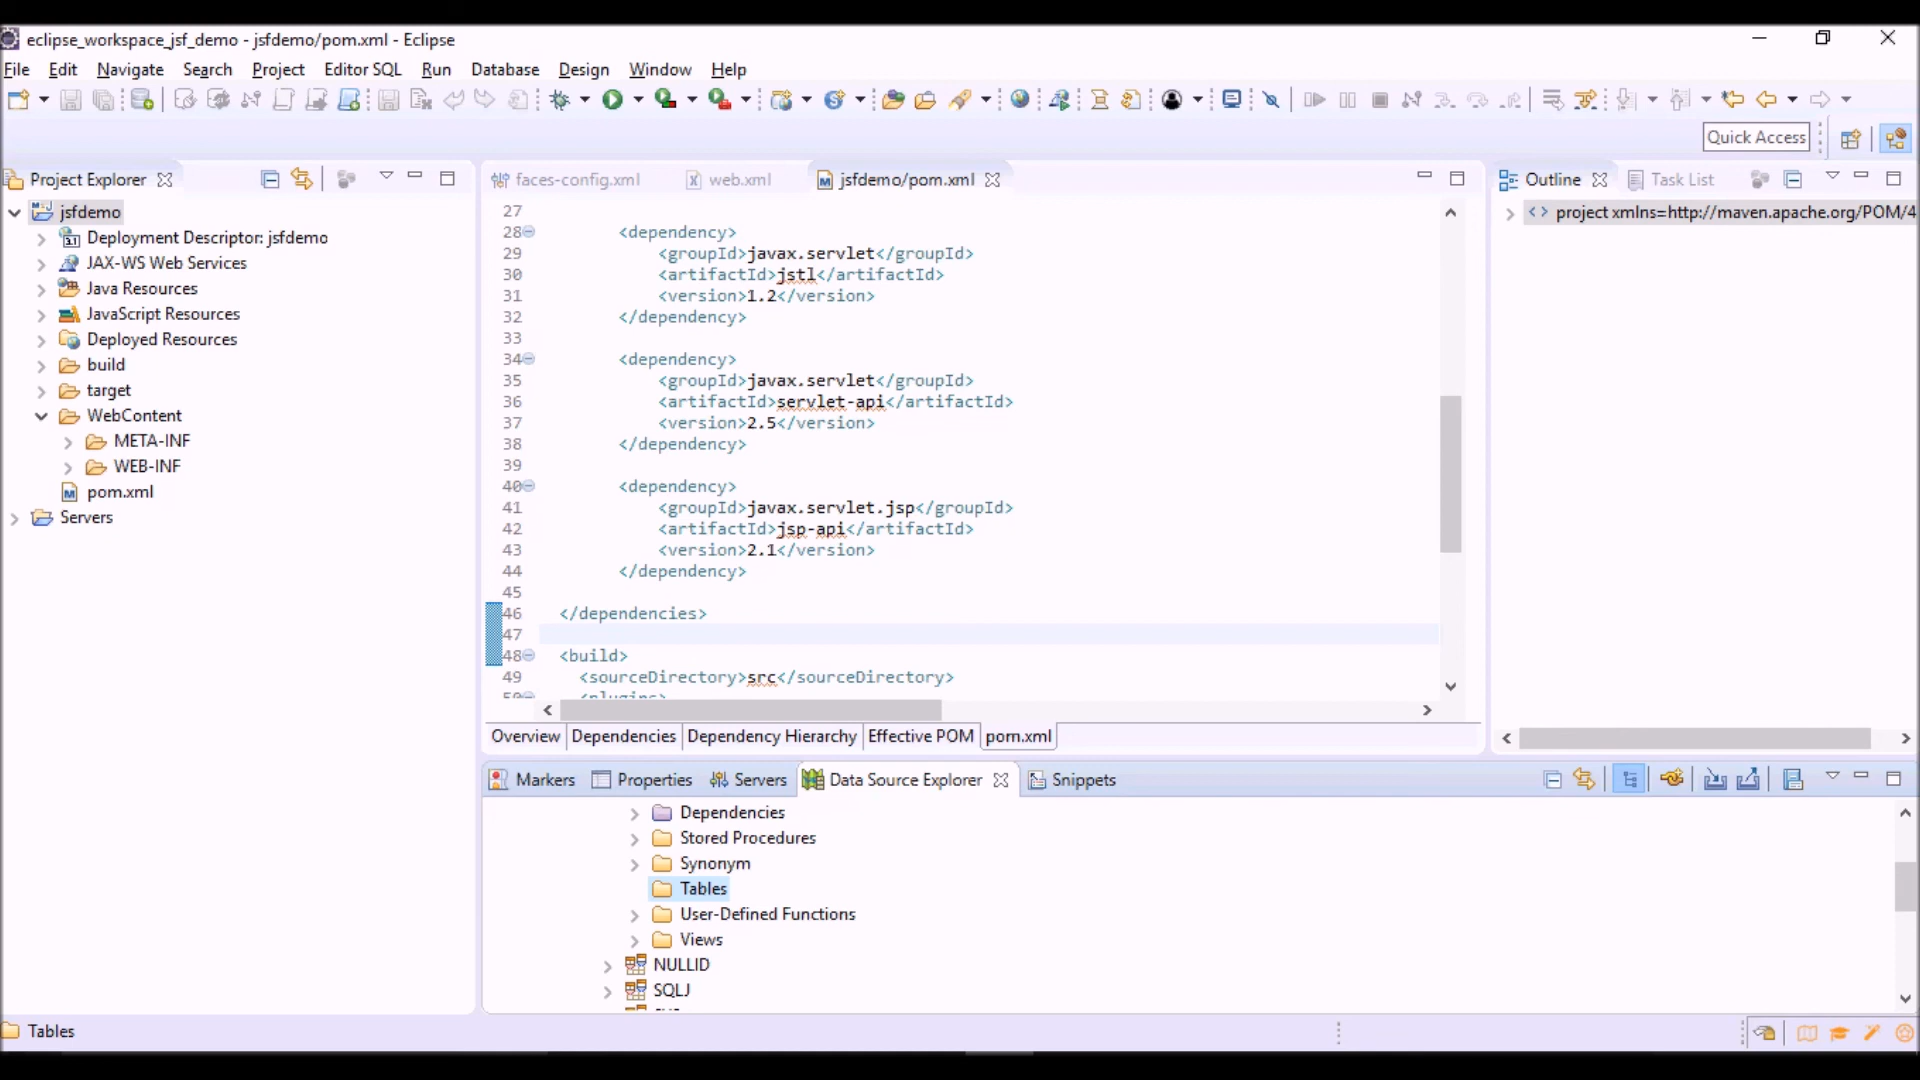 eclipse_workspace_jsf_demo - jsfdemo/pom.xml - Eclipse
File Edit Navigate Search Project Editor SQL Run Database Design Window Help
Quick Access
Project Explorer
jsfdemo
Deployment Descriptor: jsfdemo
JAX-WS Web Services
Java Resources
JavaScript Resources
Deployed Resources
build
target
WebContent
META-INF
WEB-INF
pom.xml
Servers
faces-config.xml web.xml jsfdemo/pom.xml
27
28 <dependency>
29 <groupId>javax.servlet</groupId>
30 <artifactId>jstl</artifactId>
31 <version>1.2</version>
32 </dependency>
33
34 <dependency>
35 <groupId>javax.servlet</groupId>
36 <artifactId>servlet-api</artifactId>
37 <version>2.5</version>
38 </dependency>
39
40 <dependency>
41 <groupId>javax.servlet.jsp</groupId>
42 <artifactId>jsp-api</artifactId>
43 <version>2.1</version>
44 </dependency>
45
46 </dependencies>
47
48 <build>
49 <sourceDirectory>src</sourceDirectory>
50 <plugins>
Overview Dependencies Dependency Hierarchy Effective POM pom.xml
Outline Task List
project xmlns=http://maven.apache.org/POM/4
Markers Properties Servers Data Source Explorer Snippets
Dependencies
Stored Procedures
Synonym
Tables
User-Defined Functions
Views
NULLID
SQLJ
Tables